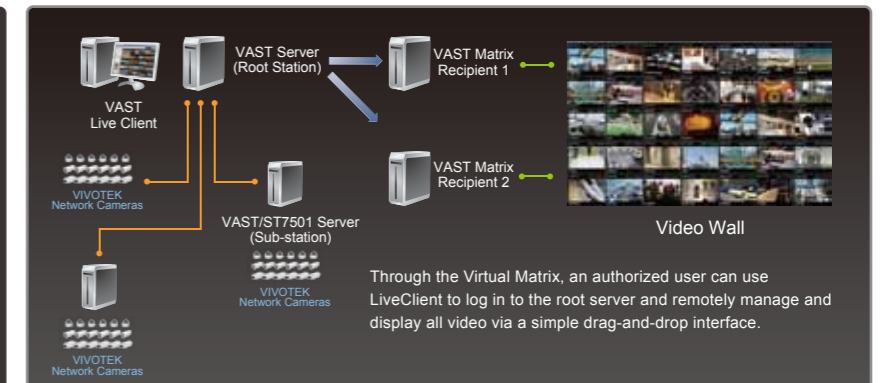 VAST Server
(Root Station)
VAST Matrix
Recipient 1
VAST
Live Client
VIVOTEK
Network Cameras
VAST/ST7501 Server
(Sub-station)
VAST Matrix
Recipient 2
Video Wall
VIVOTEK
Network Cameras
VIVOTEK
Network Cameras
Through the Virtual Matrix, an authorized user can use
LiveClient to log in to the root server and remotely manage and
display all video via a simple drag-and-drop interface.